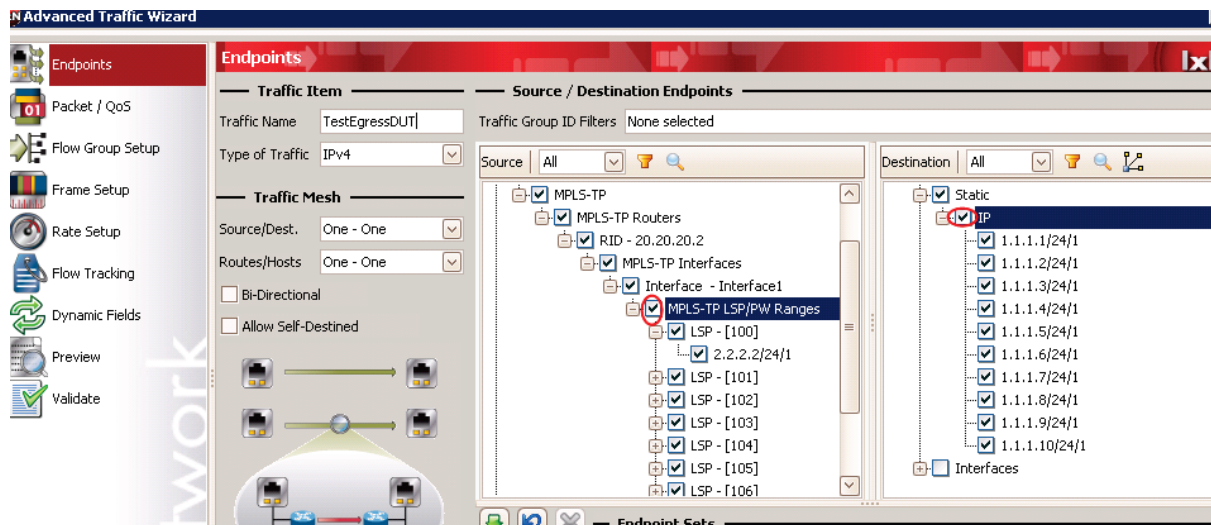 Advanced Traffic Wizard
Endpoints
Packet / QoS
Flow Group Setup
Frame Setup
Rate Setup
Flow Tracking
Dynamic Fields
Preview
Validate
Endpoints
Traffic Item
Traffic Name TestEgressDUT
Type of Traffic IPv4
Traffic Mesh
Source/Dest. One - One
Routes/Hosts One - One
Bi-Directional
Allow Self-Destined
Source / Destination Endpoints
Traffic Group ID Filters None selected
Source All
MPLS-TP
MPLS-TP Routers
RID - 20.20.20.2
MPLS-TP Interfaces
Interface - Interface1
MPLS-TP LSP/PW Ranges
LSP - [100]
2.2.2.2/24/1
LSP - [101]
LSP - [102]
LSP - [103]
LSP - [104]
LSP - [105]
LSP - [106]
Destination All
Static
IP
1.1.1.1/24/1
1.1.1.2/24/1
1.1.1.3/24/1
1.1.1.4/24/1
1.1.1.5/24/1
1.1.1.6/24/1
1.1.1.7/24/1
1.1.1.8/24/1
1.1.1.9/24/1
1.1.1.10/24/1
Interfaces
Endpoint Sets